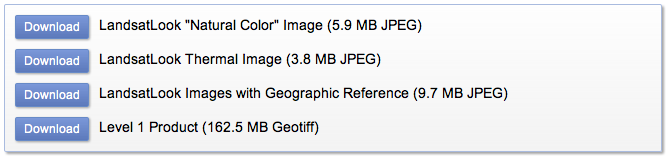 Download LandsatLook "Natural Color" Image (5.9 MB JPEG)
Download LandsatLook Thermal Image (3.8 MB JPEG)
Download LandsatLook Images with Geographic Reference (9.7 MB JPEG)
Download Level 1 Product (162.5 MB Geotiff)